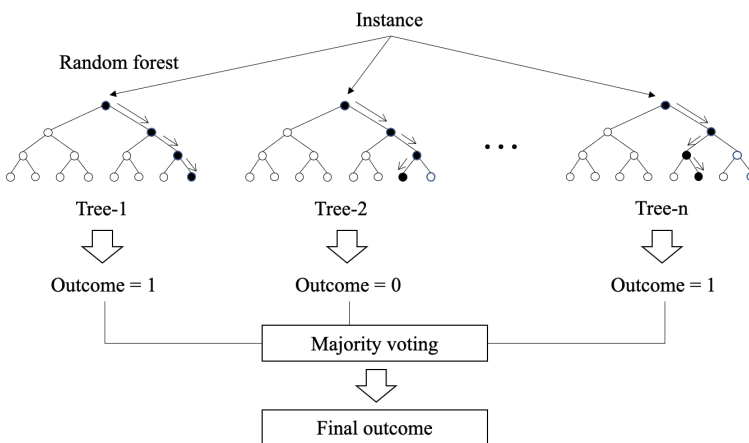 Instance
Random forest
Tree-1
Tree-2
Tree-n
Outcome = 1
Outcome = 0
Outcome = 1
Majority voting
Final outcome